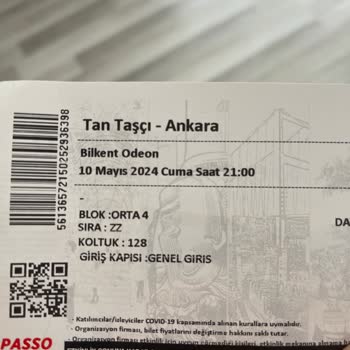 Tan Taşçı - Ankara
Bilkent Odeon
10 Mayıs 2024 Cuma Saat 21:00
-
BLOK :ORTA 4
SIRA : ZZ
KOLTUK : 128
GİRİŞ KAPISI :GENEL GIRIS
DA
56136572150252936398
- Katılımcılar/izleyiciler COVID-19 kapsamında alınan kurallara uymalıdır.
- Organizasyon firması, bilet fiyatlarını değiştirme hakkını saklı tutar.
PASSO